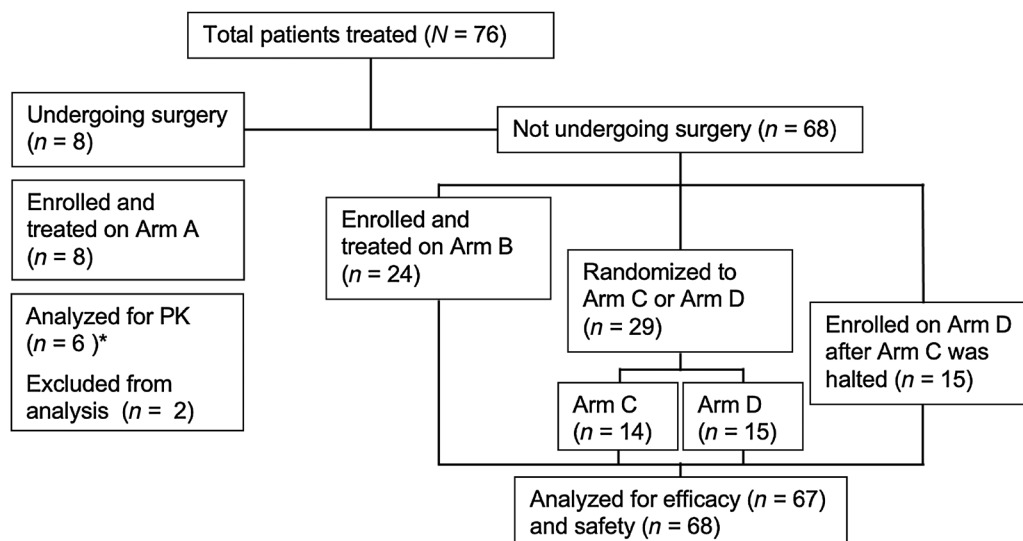 Total patients treated (N = 76)
Undergoing surgery
(n = 8)
Not undergoing surgery (n = 68)
Enrolled and
treated on Arm A
(n = 8)
Enrolled and
treated on Arm B
(n = 24)
Randomized to
Arm C or Arm D
(n = 29)
Enrolled on Arm D
after Arm C was
halted (n = 15)
Analyzed for PK
(n = 6 )*
Excluded from
analysis (n = 2)
Arm C
(n = 14)
Arm D
(n = 15)
Analyzed for efficacy (n = 67)
and safety (n = 68)